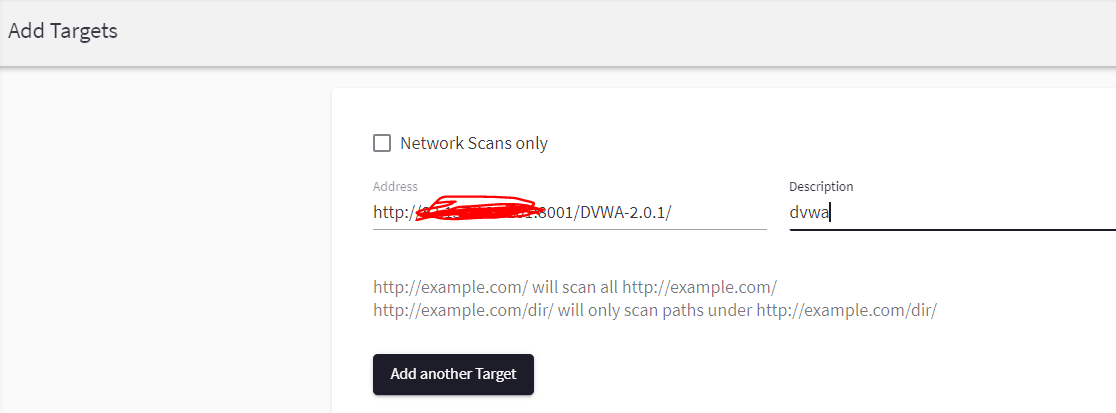 Add Targets
Network Scans only
Address
Description
http:// :8001/DVWA-2.0.1/
dvwa
http://example.com/ will scan all http://example.com/
http://example.com/dir/ will only scan paths under http://example.com/dir/
Add another Target